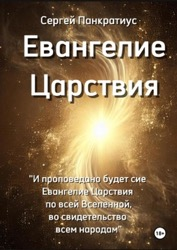 Сергей Панкратиус
Евангелие
Царствия
"И проповедано будет сие
Евангелие Царствия
по всей Вселенной,
во свидетельство
всем народам"
18+